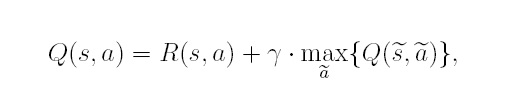 Q(s, a) = R(s, a) + γ · max_ã{Q(s̃, ã)},